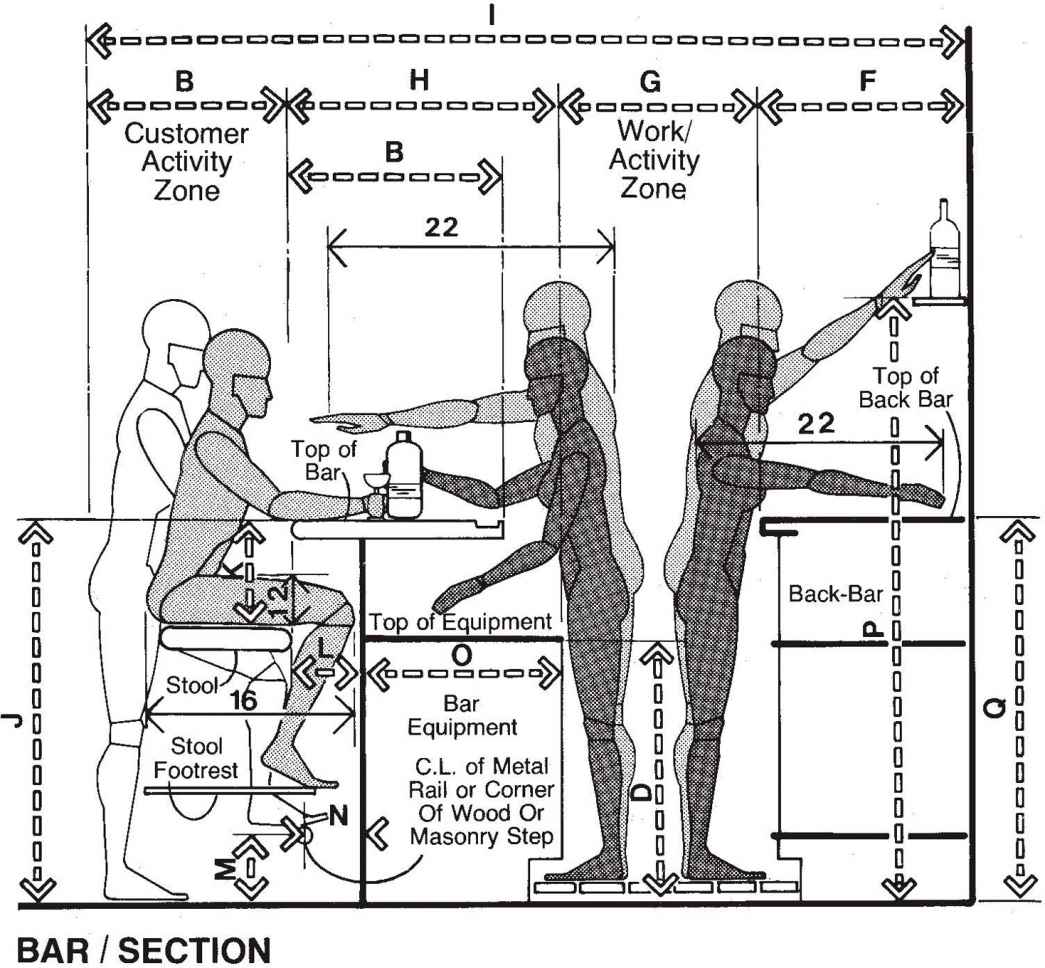 I
B
H
G
F
Customer
Activity
Zone
B
Work/
Activity
Zone
22
Top of
Back Bar
22
Top of
Bar
K
12
Top of Equipment
Back-Bar
P
L
O
Stool
16
J
Q
Bar
Equipment
Stool
Footrest
C.L. of Metal
Rail or Corner
Of Wood Or
Masonry Step
D
N
M
BAR / SECTION